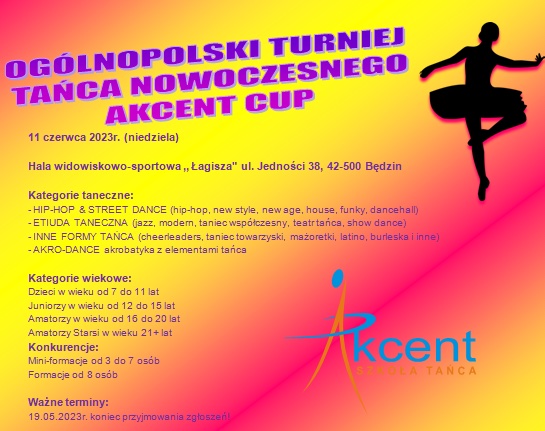 OGÓLNOPOLSKI TURNIEJ
TAŃCA NOWOCZESNEGO
AKCENT CUP
11 czerwca 2023r. (niedziela)
Hala widowiskowo-sportowa ,, Łagisza" ul. Jedności 38, 42-500 Będzin
Kategorie taneczne:
- HIP-HOP & STREET DANCE (hip-hop, new style, new age, house, funky, dancehall)
- ETIUDA TANECZNA (jazz, modern, taniec współczesny, teatr tańca, show dance)
- INNE FORMY TAŃCA (cheerleaders, taniec towarzyski, mażoretki, latino, burleska i inne)
- AKRO-DANCE akrobatyka z elementami tańca
Kategorie wiekowe:
Dzieci w wieku od 7 do 11 lat
Juniorzy w wieku od 12 do 15 lat
Amatorzy w wieku od 16 do 20 lat
Amatorzy Starsi w wieku 21+ lat
Konkurencje:
Mini-formacje od 3 do 7 osób
Formacje od 8 osób
Akcent
SZKOŁA TAŃCA
Ważne terminy:
19.05.2023r. koniec przyjmowania zgłoszeń!